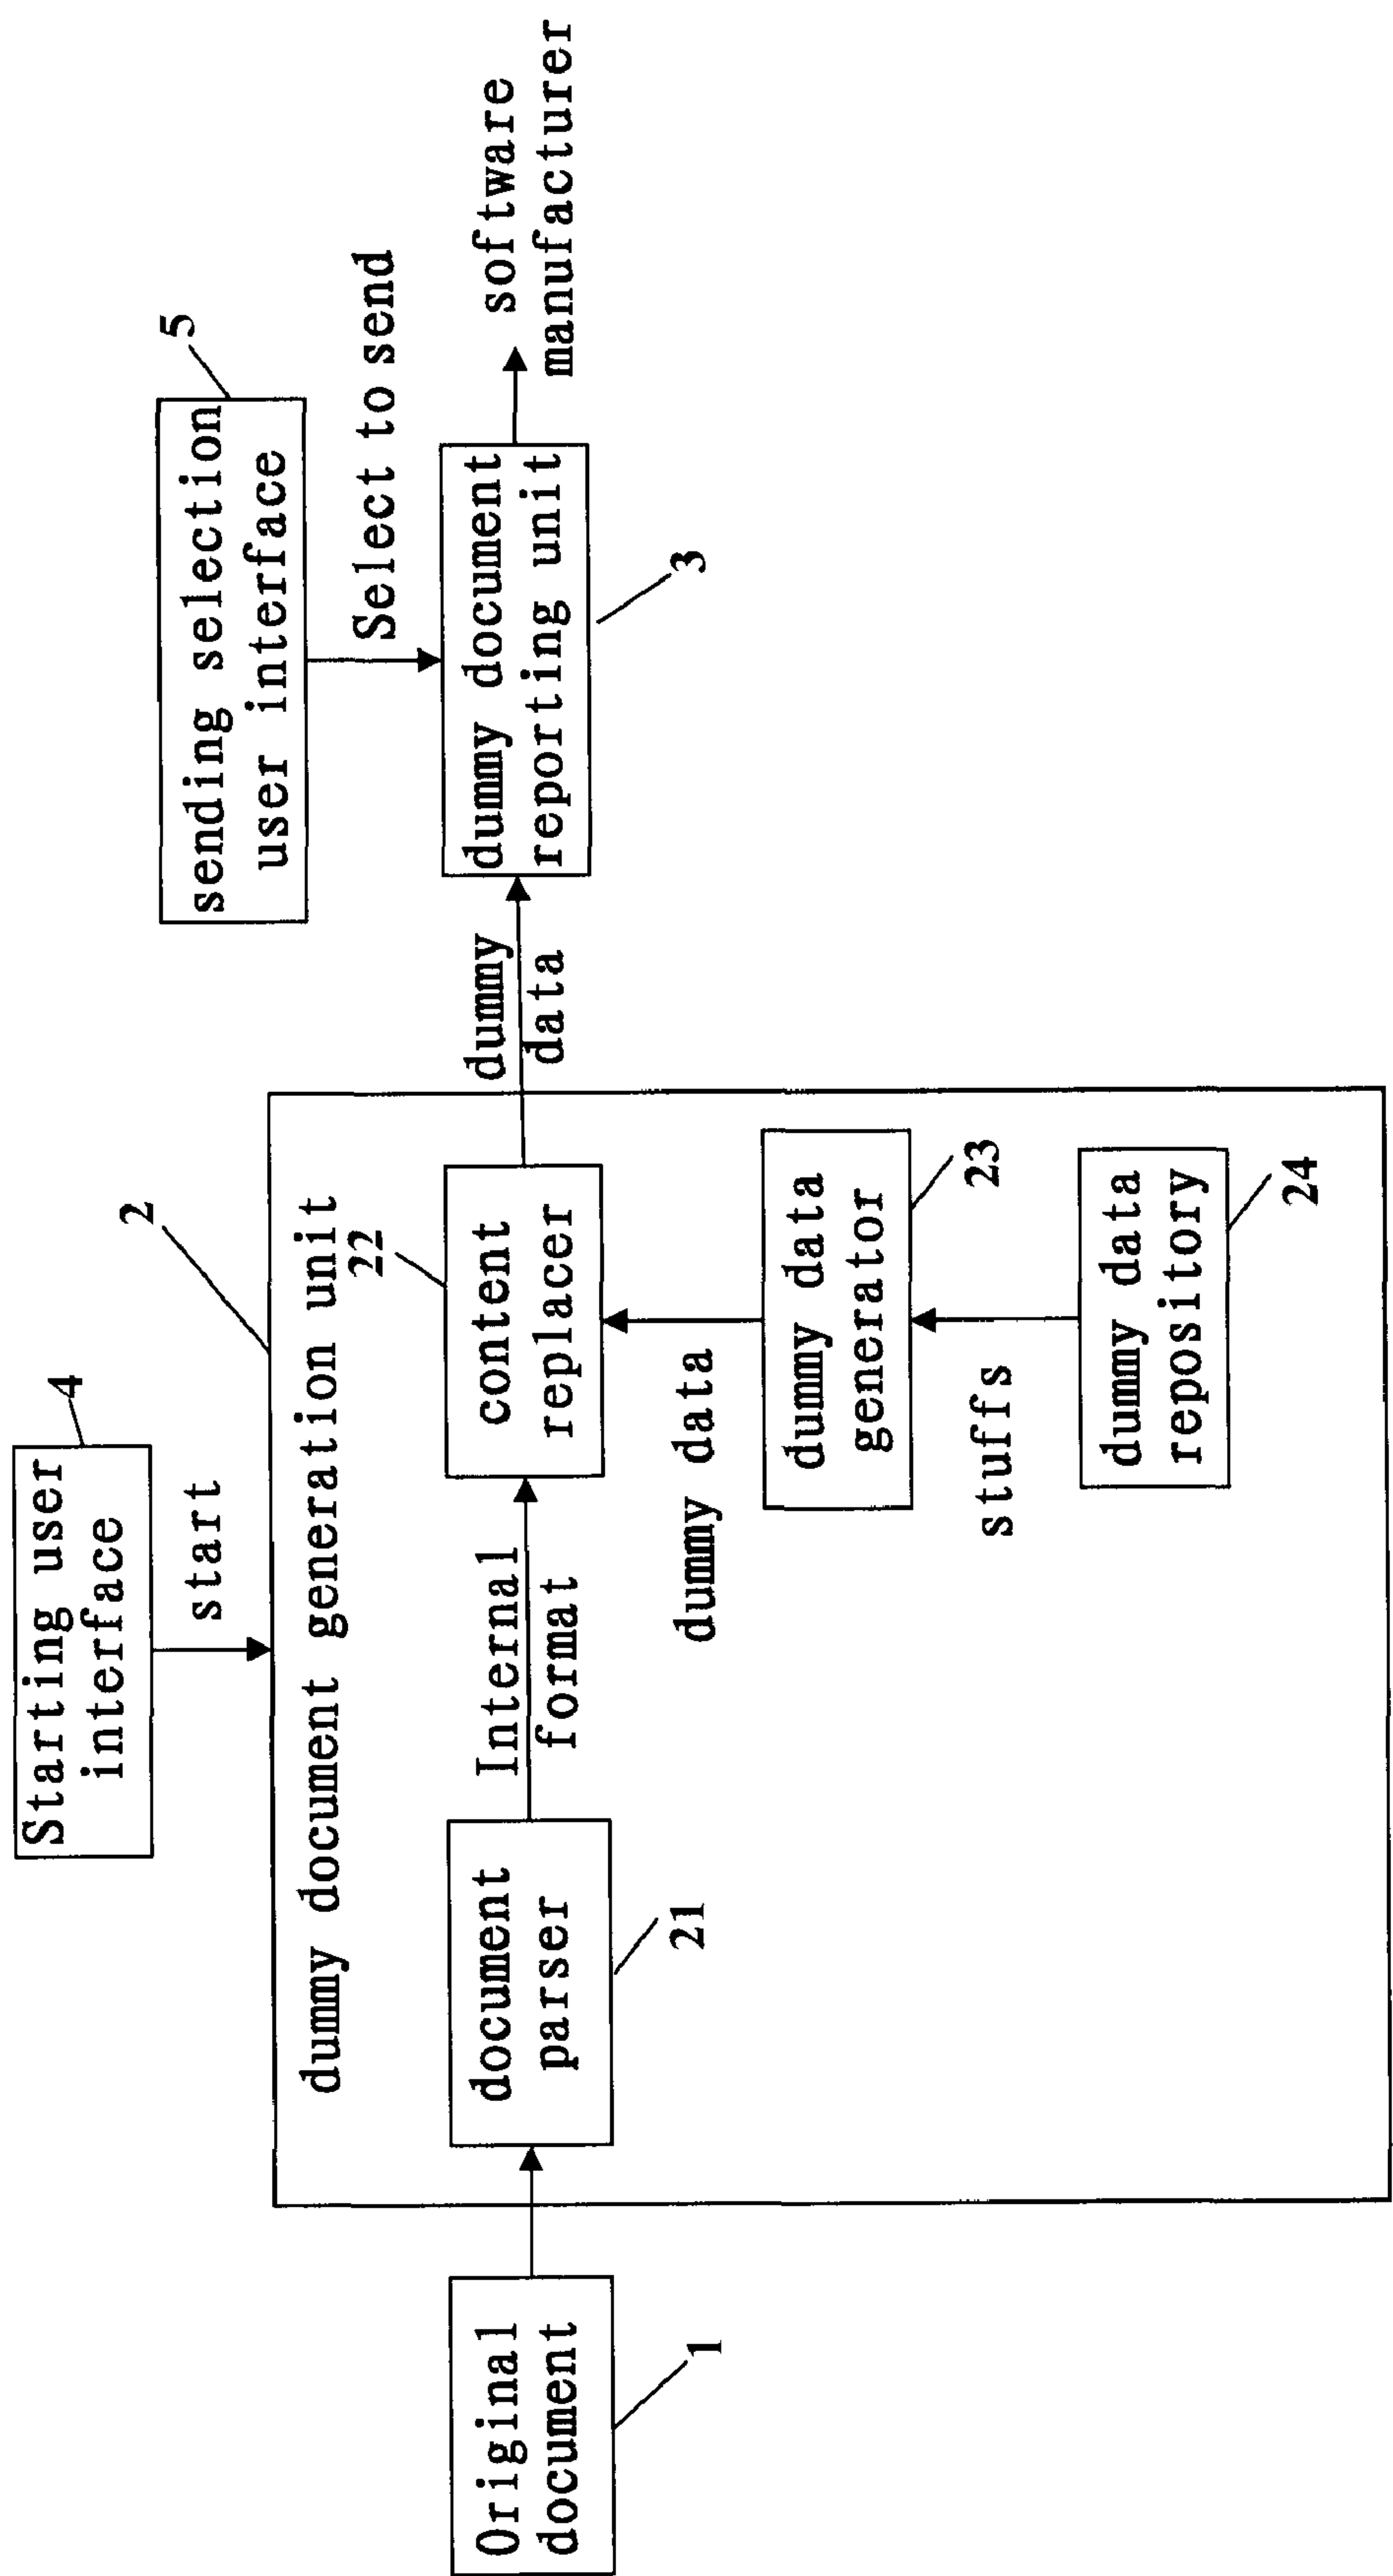 Starting user
interface
4
start
2
dummy document generation unit
Original
document
1
document
parser
21
Internal
format
22
content
replacer
dummy data
dummy data
generator
23
stuffs
dummy data
repository
24
dummy
data
sending selection
user interface
5
Select to send
dummy document
reporting unit
3
software
manufacturer